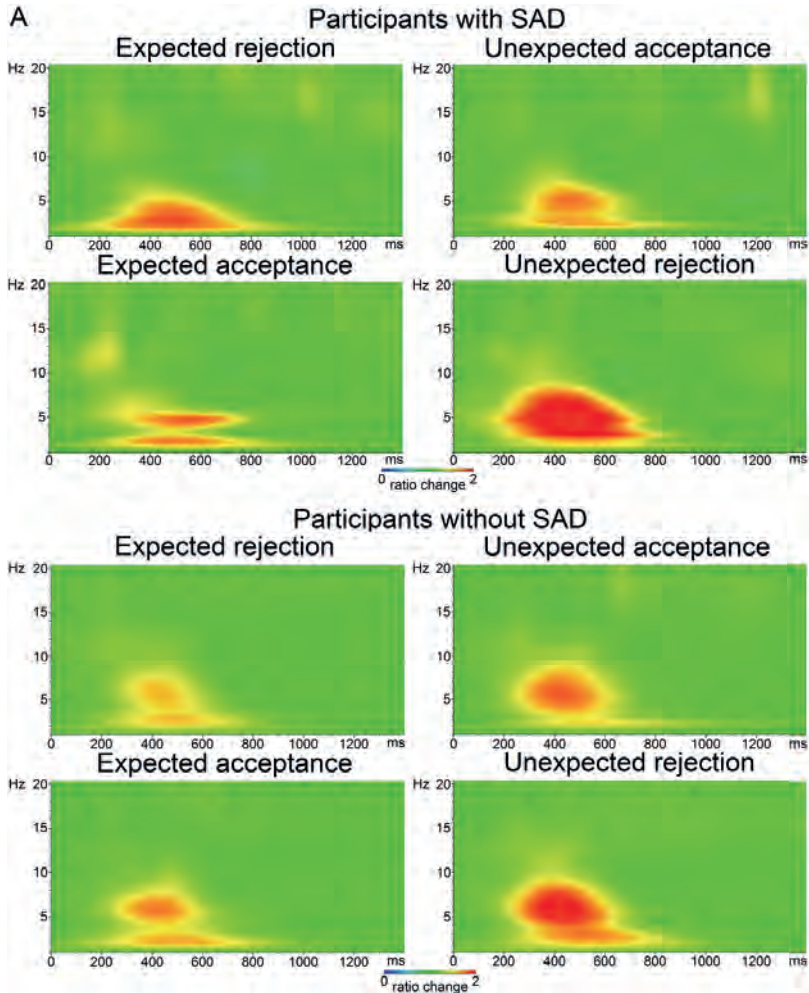 A
Participants with SAD
Expected rejection
Unexpected acceptance
Hz 20
15
10
5
0 200 400 600 800 1000 1200 ms
Hz 20
15
10
5
0 200 400 600 800 1000 1200 ms
Expected acceptance
Unexpected rejection
Hz 20
15
10
5
0 200 400 600 800 1000 1200 ms
Hz 20
15
10
5
0 200 400 600 800 1000 1200 ms
0 ratio change 2
Participants without SAD
Expected rejection
Unexpected acceptance
Hz 20
15
10
5
0 200 400 600 800 1000 1200 ms
Hz 20
15
10
5
0 200 400 600 800 1000 1200 ms
Expected acceptance
Unexpected rejection
Hz 20
15
10
5
0 200 400 600 800 1000 1200 ms
Hz 20
15
10
5
0 200 400 600 800 1000 1200 ms
0 ratio change 2